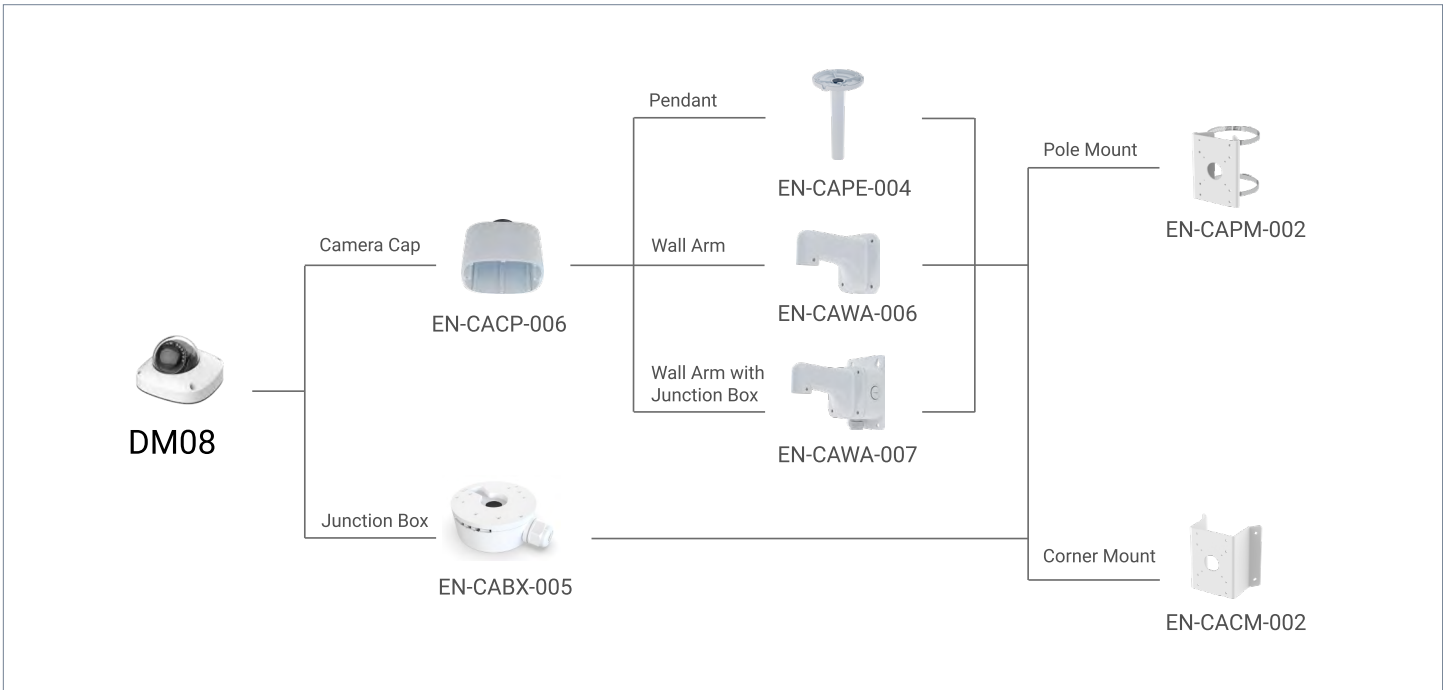 Pendant
EN-CAPE-004
Pole Mount
EN-CAPM-002
Camera Cap
EN-CACP-006
Wall Arm
EN-CAWA-006
Wall Arm with
Junction Box
EN-CAWA-007
DM08
Junction Box
EN-CABX-005
Corner Mount
EN-CACM-002